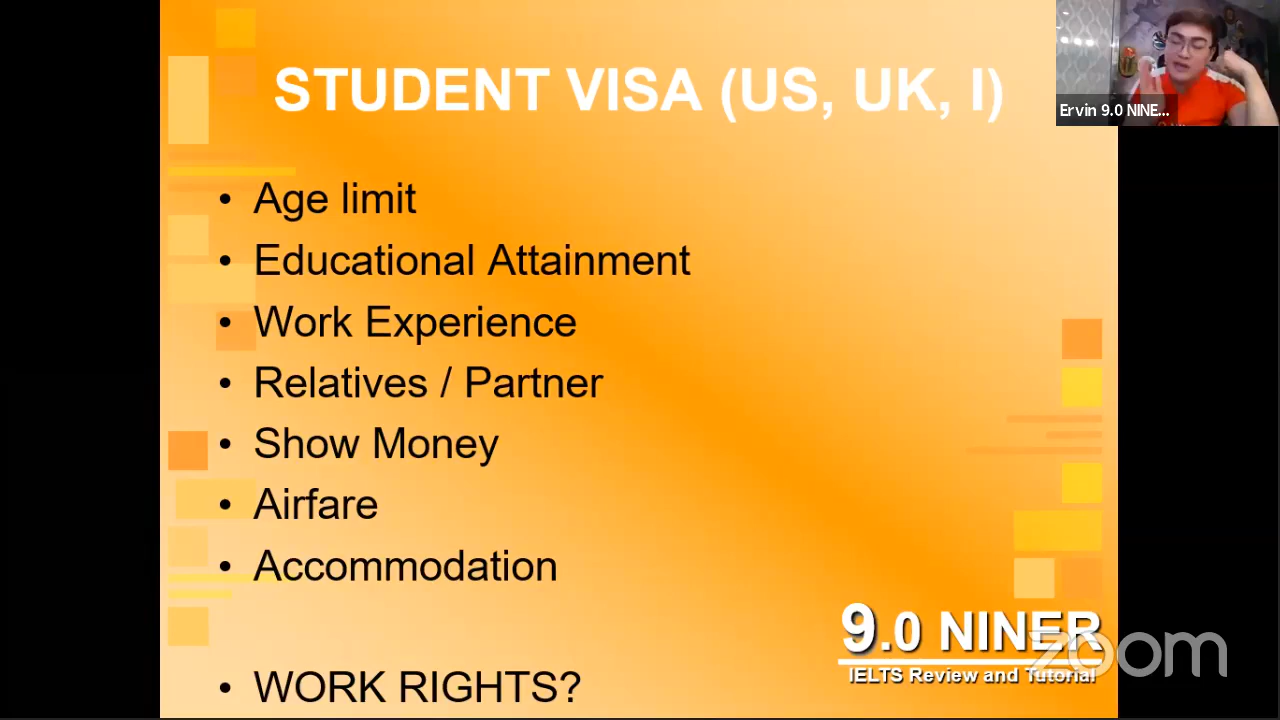 STUDENT VISA (US, UK, I)
Ervin 9.0 NINE...
• Age limit
• Educational Attainment
• Work Experience
• Relatives / Partner
• Show Money
• Airfare
• Accommodation
• WORK RIGHTS?
9.0 NINER
IELTS Review and Tutorial
zoom